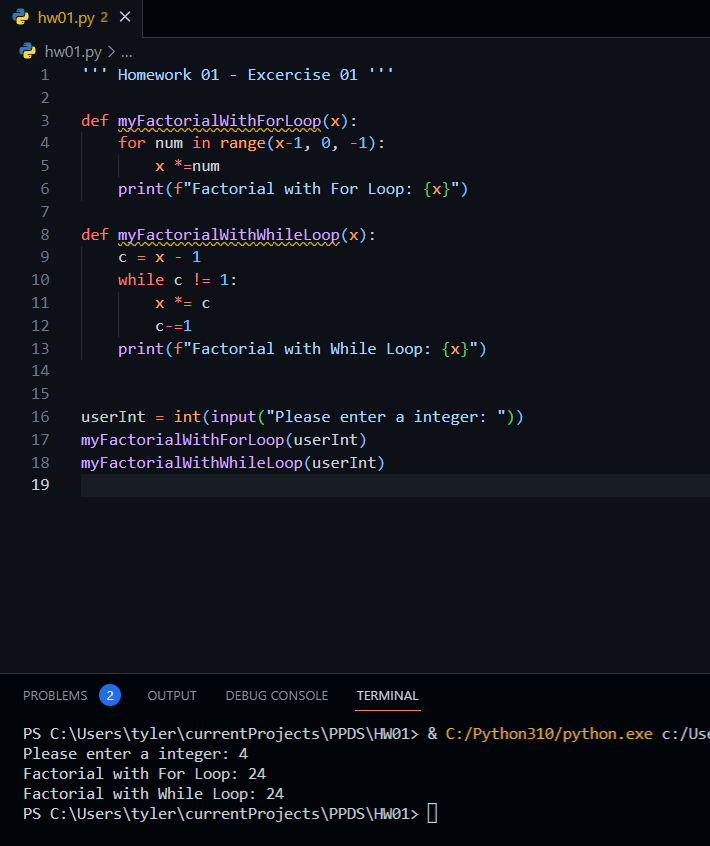 hw01.py 2 ×
hw01.py > ...
1 ''' Homework 01 - Excercise 01 '''
2
3 def myFactorialWithForLoop(x):
4     for num in range(x-1, 0, -1):
5         x *=num
6     print(f"Factorial with For Loop: {x}")
7
8 def myFactorialWithWhileLoop(x):
9     c = x - 1
10     while c != 1:
11         x *= c
12         c-=1
13     print(f"Factorial with While Loop: {x}")
14
15
16 userInt = int(input("Please enter a integer: "))
17 myFactorialWithForLoop(userInt)
18 myFactorialWithWhileLoop(userInt)
19
PROBLEMS 2 OUTPUT DEBUG CONSOLE TERMINAL
PS C:\Users\tyler\currentProjects\PPDS\HW01> & C:/Python310/python.exe c:/Use
Please enter a integer: 4
Factorial with For Loop: 24
Factorial with While Loop: 24
PS C:\Users\tyler\currentProjects\PPDS\HW01>